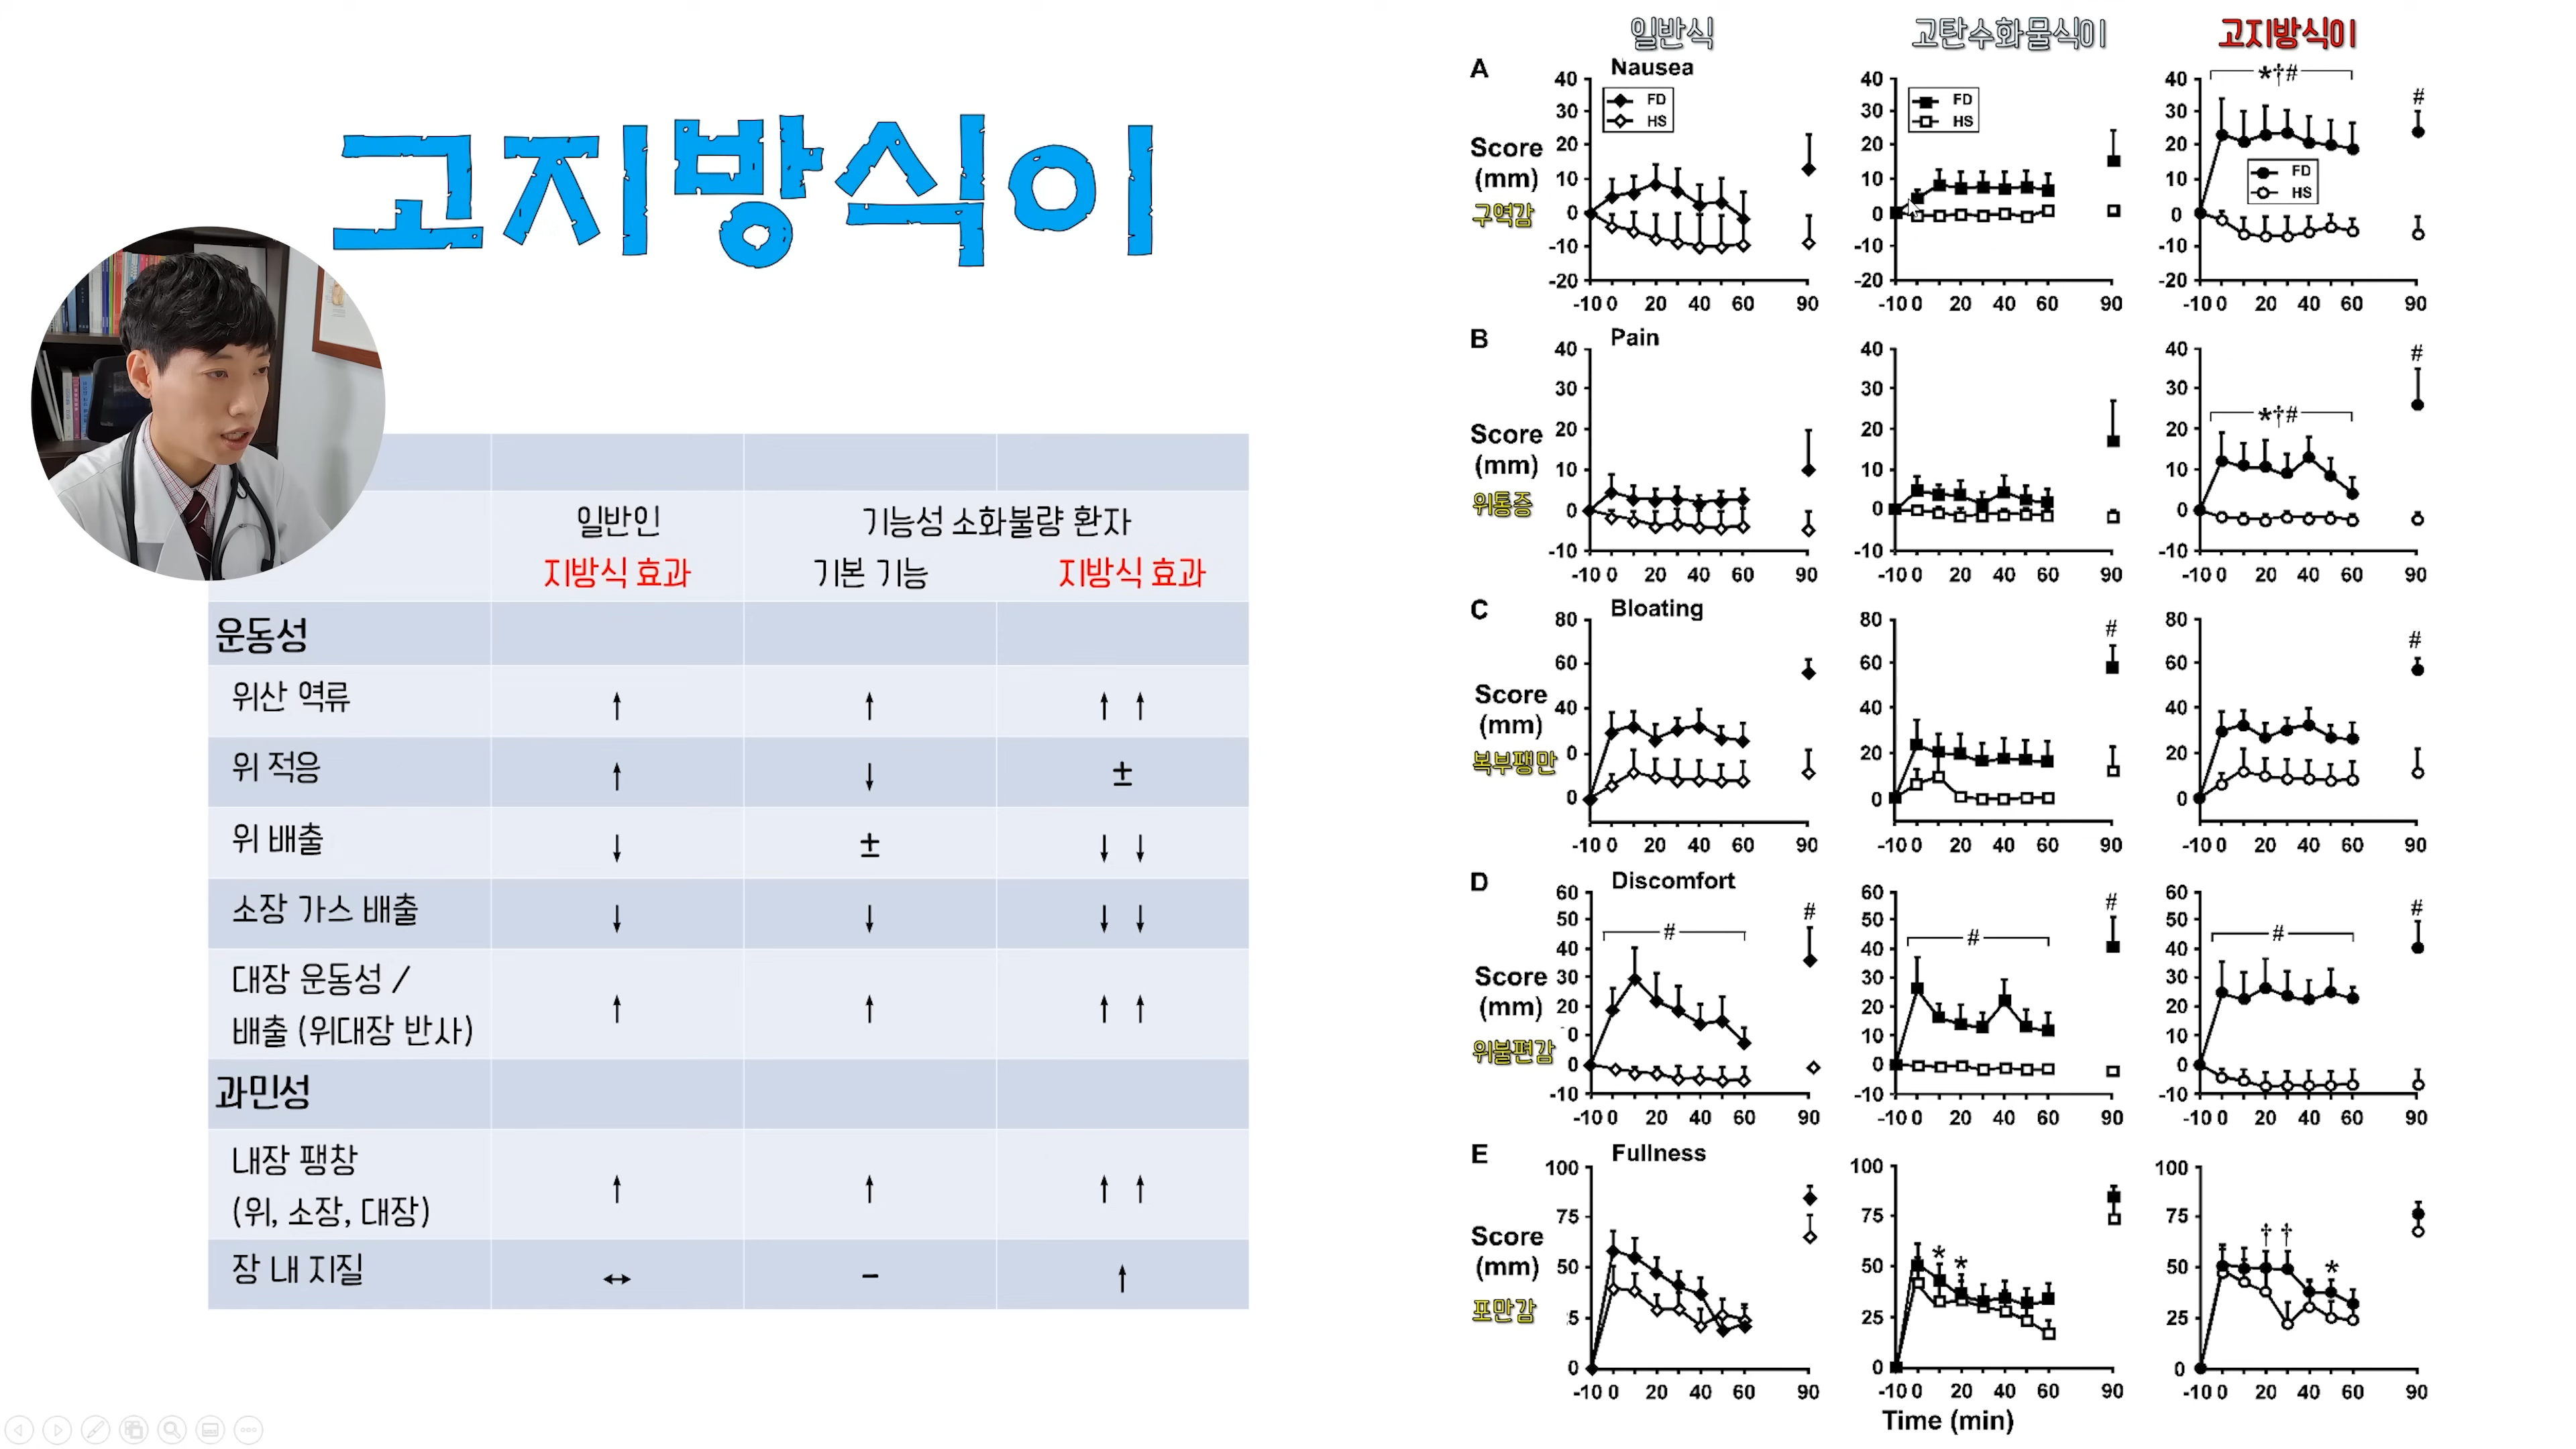 고지방식이
일반인
기능성 소화불량 환자
지방식 효과
기본 기능
지방식 효과
운동성
위산 역류 ↑ ↑ ↑ ↑
위 적응 ↑ ↓ ±
위 배출 ↓ ± ↓ ↓
소장 가스 배출 ↓ ↓ ↓ ↓
대장 운동성 /
배출 (위대장 반사) ↑ ↑ ↑ ↑
과민성
내장 팽창
(위, 소장, 대장) ↑ ↑ ↑ ↑
장 내 지질 ↔ − ↑
일반식 고탄수화물식이 고지방식이
A Nausea
Score
(mm)
구역감
40 30 20 10 0 -10 -20
FD
HS
-10 0 20 40 60 90
40 30 20 10 0 -10 -20
FD
HS
-10 0 20 40 60 90
40 30 20 10 0 -10 -20
*†#
#
FD
HS
-10 0 20 40 60 90
B Pain
Score
(mm)
위통증
40 30 20 10 0 -10
-10 0 20 40 60 90
40 30 20 10 0 -10
-10 0 20 40 60 90
40 30 20 10 0 -10
*†#
#
-10 0 20 40 60 90
C Bloating
Score
(mm)
복부팽만
80 60 40 0 0
-10 0 20 40 60 90
80 60 40 20 0
#
-10 0 20 40 60 90
80 60 40 20 0
#
-10 0 20 40 60 90
D Discomfort
Score
(mm)
위불편감
60 50 40 30 20 0 0 -10
#
#
-10 0 20 40 60 90
60 50 40 30 20 10 0 -10
#
#
-10 0 20 40 60 90
60 50 40 30 20 10 0 -10
#
#
-10 0 20 40 60 90
E Fullness
Score
(mm)
포만감
100 75 50 25 0
-10 0 20 40 60 90
100 75 50 25 0
* *
-10 0 20 40 60 90
100 75 50 25 0
† † *
-10 0 20 40 60 90
Time (min)